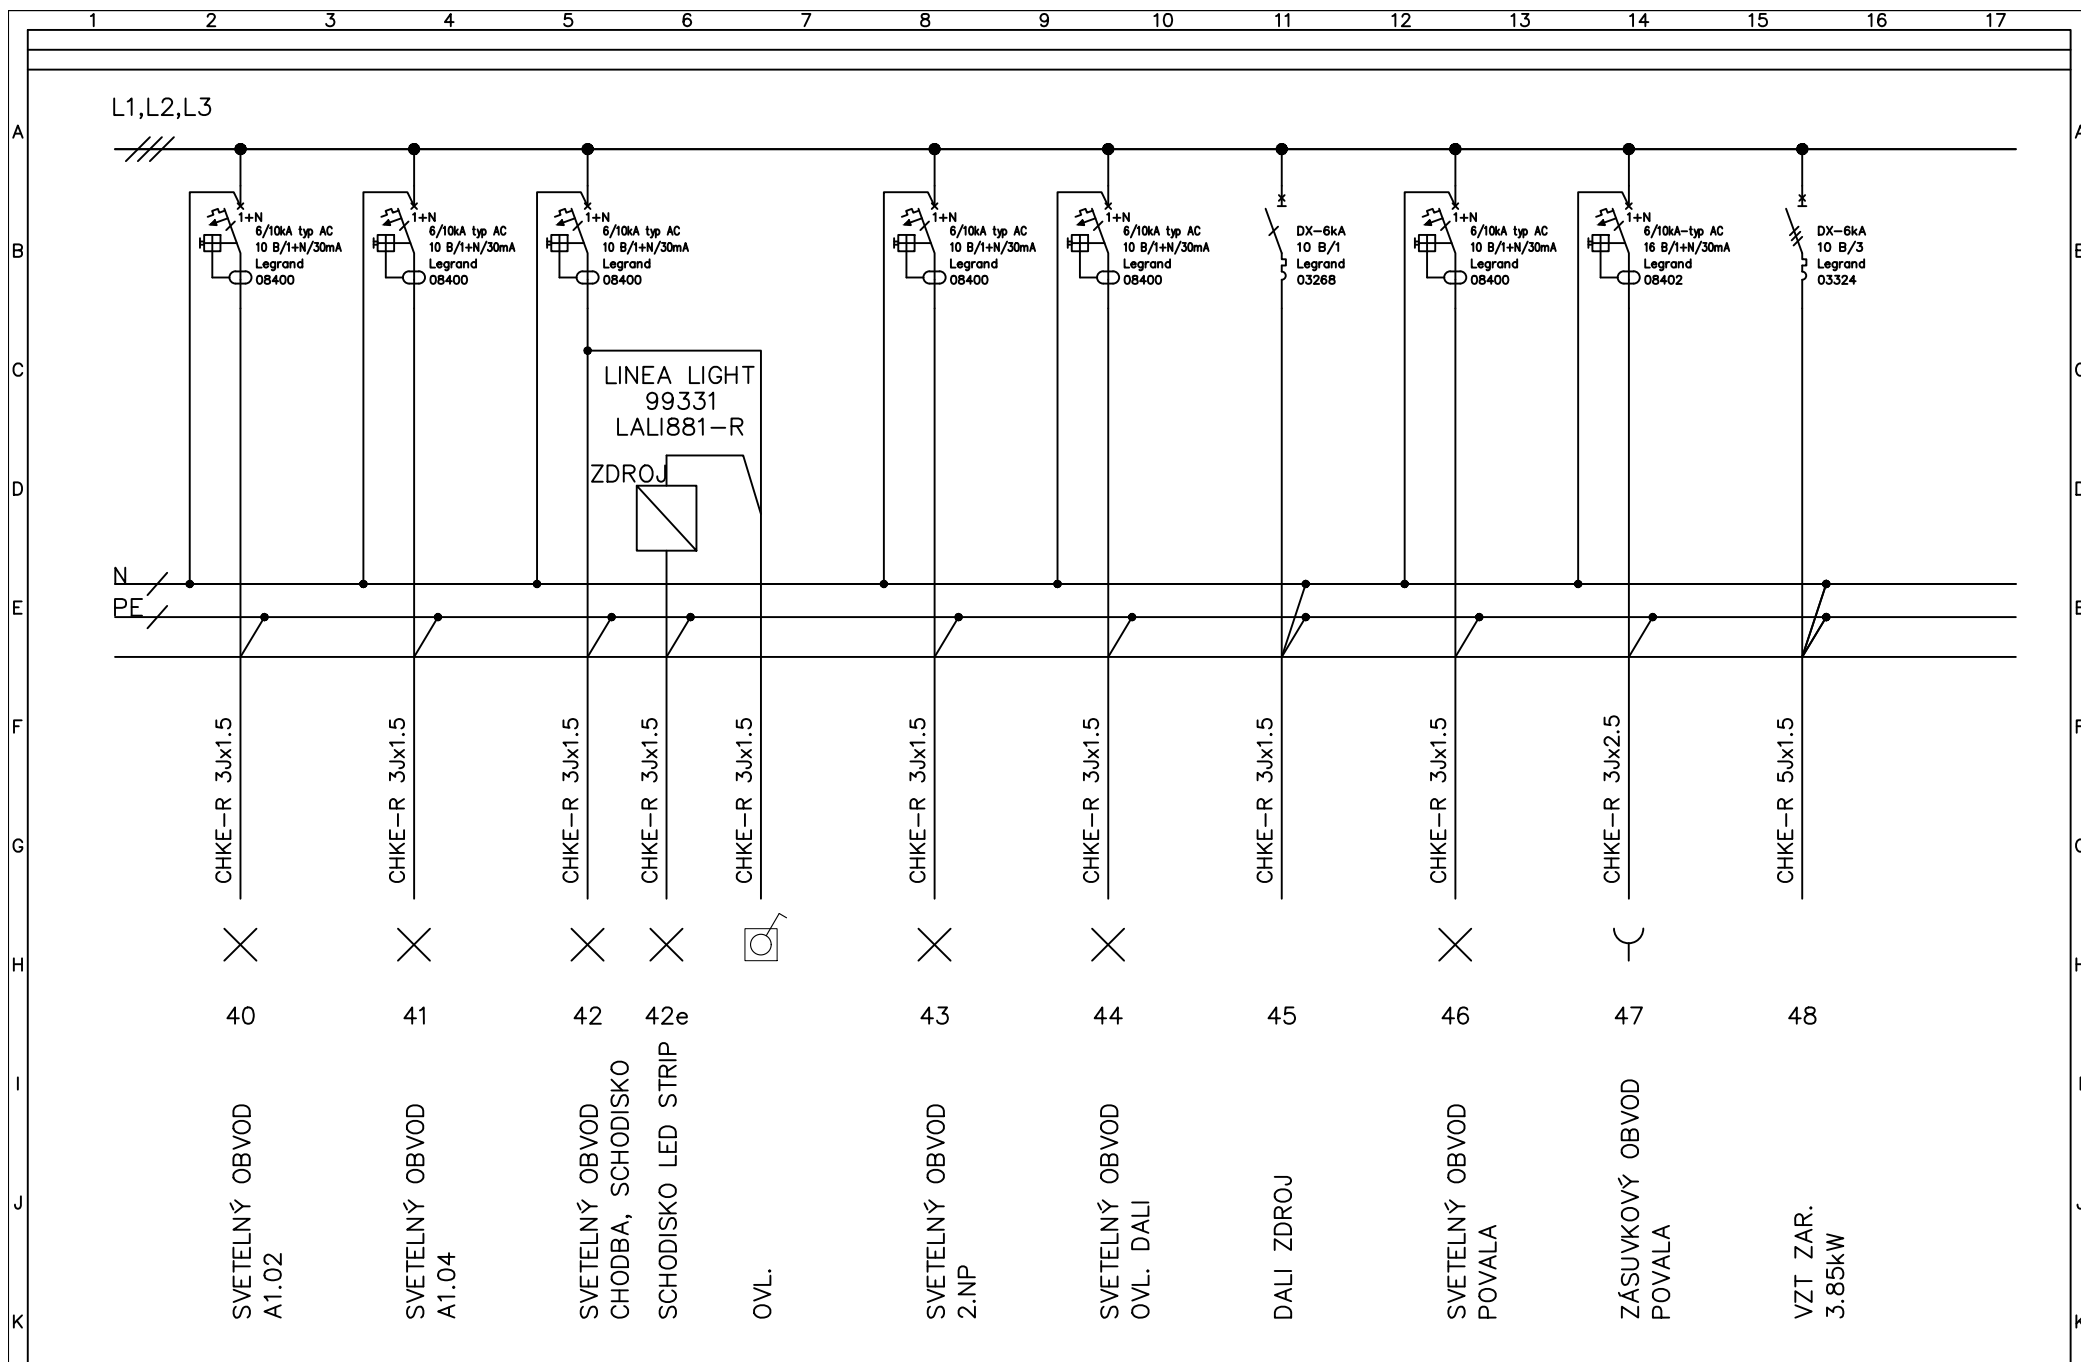 1 2 3 4 5 6 7 8 9 10 11 12 13 14 15 16 17
L1,L2,L3
A
A
1+N
6/10kA typ AC
10 B/1+N/30mA
Legrand
08400
1+N
6/10kA typ AC
10 B/1+N/30mA
Legrand
08400
1+N
6/10kA typ AC
10 B/1+N/30mA
Legrand
08400
1+N
6/10kA typ AC
10 B/1+N/30mA
Legrand
08400
1+N
6/10kA typ AC
10 B/1+N/30mA
Legrand
08400
DX-6kA
10 B/1
Legrand
03268
1+N
6/10kA typ AC
10 B/1+N/30mA
Legrand
08400
1+N
6/10kA-typ AC
16 B/1+N/30mA
Legrand
08402
DX-6kA
10 B/3
Legrand
03324
B
B
C
C
LINEA LIGHT
99331
LALI881-R
ZDROJ
D
D
N
PE
E
E
F
F
CHKE-R 3Jx1.5
CHKE-R 3Jx1.5
CHKE-R 3Jx1.5
CHKE-R 3Jx1.5
CHKE-R 3Jx1.5
CHKE-R 3Jx1.5
CHKE-R 3Jx1.5
CHKE-R 3Jx1.5
CHKE-R 3Jx1.5
CHKE-R 3Jx2.5
CHKE-R 5Jx1.5
G
G
H
H
40 41 42 42e 43 44 45 46 47 48
I
I
J
J
SVETELNÝ OBVOD
A1.02
SVETELNÝ OBVOD
A1.04
SVETELNÝ OBVOD
CHODBA, SCHODISKO
SCHODISKO LED STRIP
OVL.
SVETELNÝ OBVOD
2.NP
SVETELNÝ OBVOD
OVL. DALI
DALI ZDROJ
SVETELNÝ OBVOD
POVALA
ZÁSUVKOVÝ OBVOD
POVALA
VZT ZAR.
3.85kW
K
K